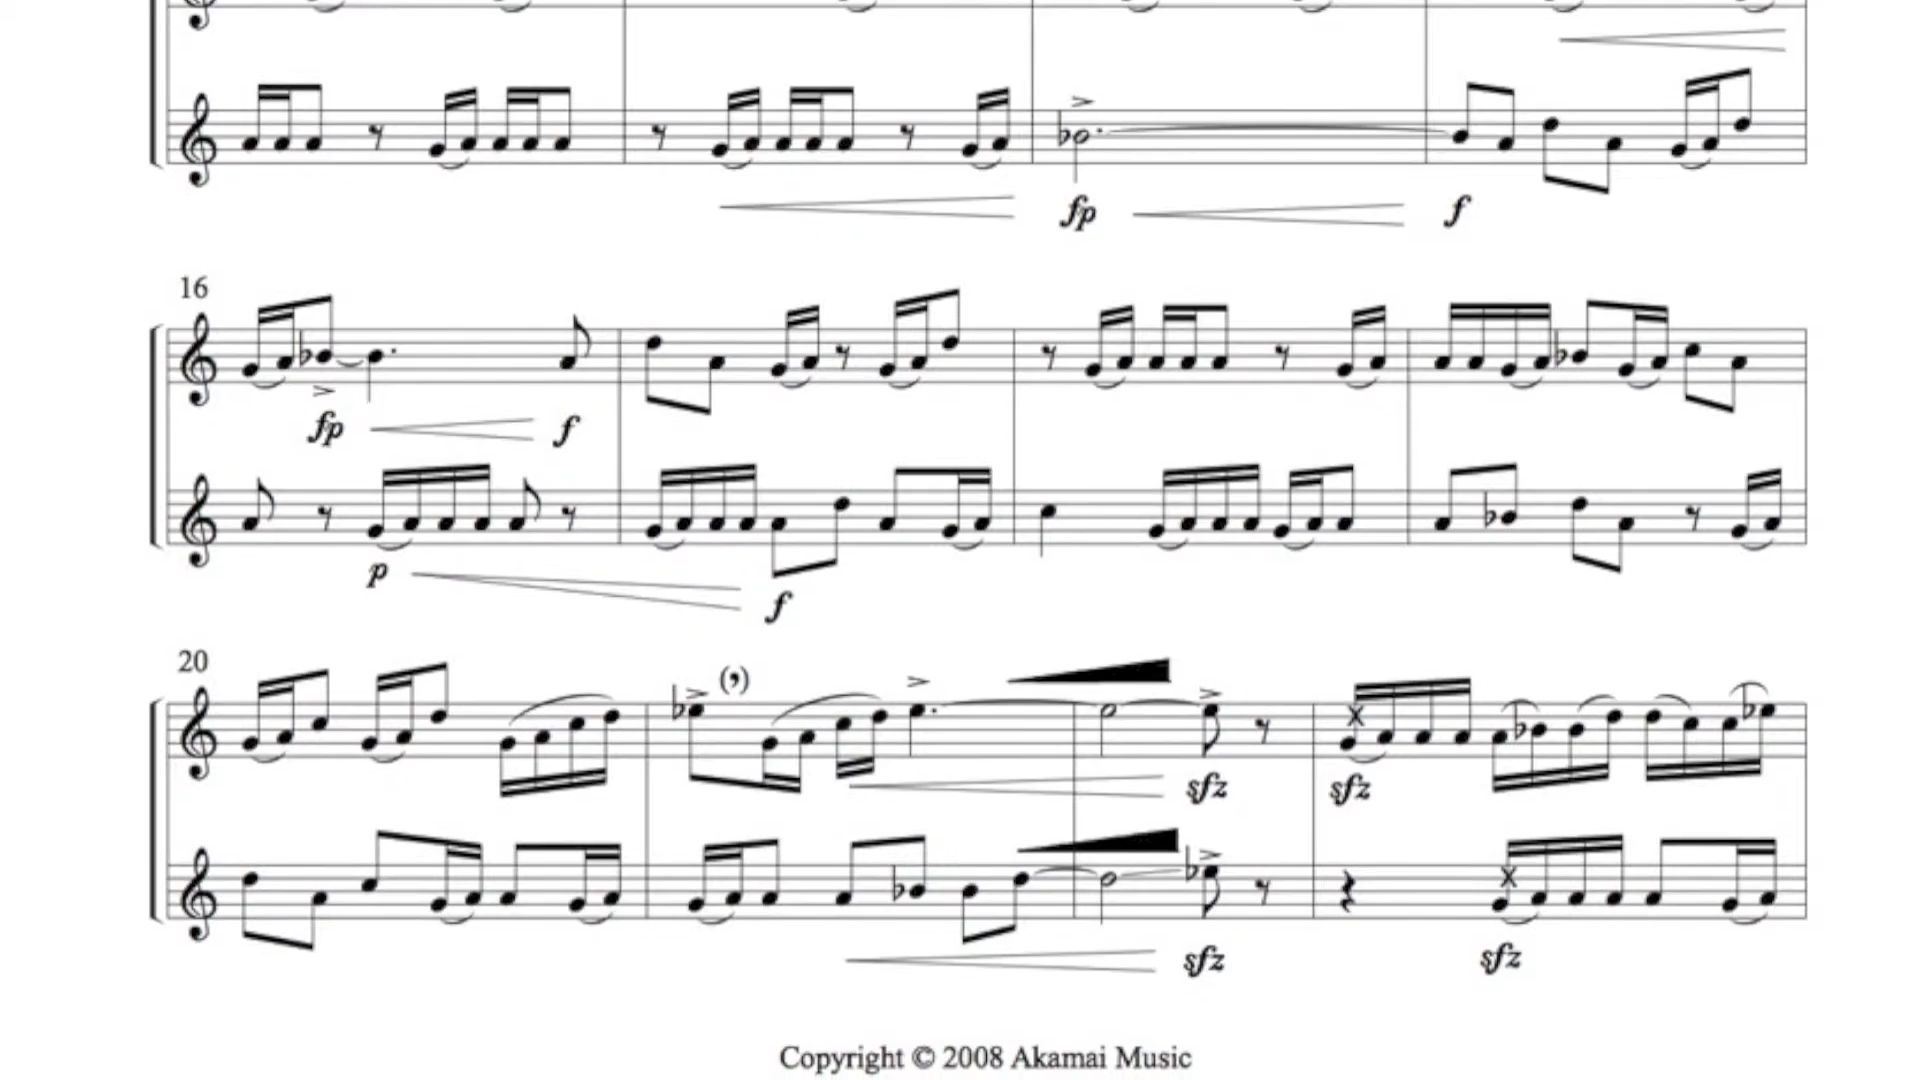 fp f
16
fp f
p f
20
(,)
sfz sfz
x
x
sfz sfz
Copyright © 2008 Akamai Music